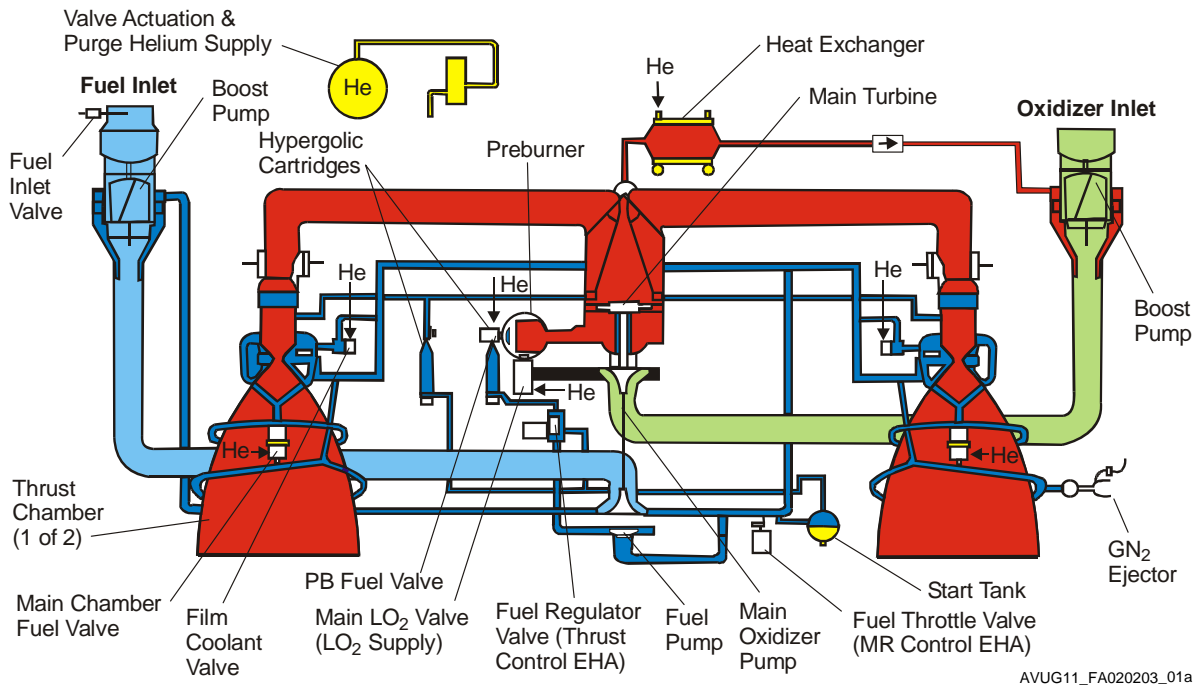 Valve Actuation &
Purge Helium Supply
Fuel Inlet
Boost
Pump
He
He
Heat Exchanger
Main Turbine
Oxidizer Inlet
Fuel
Inlet
Valve
Hypergolic
Cartridges
Preburner
He
He
He
Boost
Pump
He
He
He
Thrust
Chamber
(1 of 2)
GN2
Ejector
Main Chamber
Fuel Valve
Film
Coolant
Valve
PB Fuel Valve
Main LO2 Valve
(LO2 Supply)
Fuel Regulator
Valve (Thrust
Control EHA)
Fuel
Pump
Main
Oxidizer
Pump
Start Tank
Fuel Throttle Valve
(MR Control EHA)
AVUG11_FA020203_01a